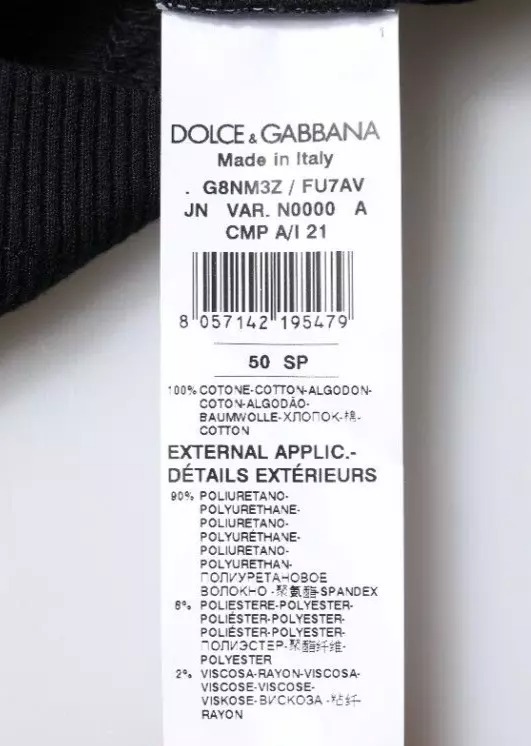 DOLCE & GABBANA
Made in Italy
. G8NM3Z / FU7AV
JN VAR. N0000 A
CMP A/I 21
8 057142 195479
50 SP
100% COTONE-COTTON-ALGODON-
COTON-ALGODÃO-
BAUMWOLLE-ХЛОПОК-棉-
COTTON
EXTERNAL APPLIC.-
DÉTAILS EXTÉRIEURS
90% POLIURETANO-
POLYURETHANE-
POLIURETANO-
POLYURÉTHANE-
POLIURETANO-
POLYURETHAN-
ПОЛИУРЕТАНОВОЕ
ВОЛОКНО-聚氨酯-SPANDEX
8% POLIESTERE-POLYESTER-
POLIÉSTER-POLYESTER-
POLIÉSTER-POLYESTER-
ПОЛИЭСТЕР-聚酯纤维-
POLYESTER
2% VISCOSA-RAYON-VISCOSA-
VISCOSE-VISCOSE-
VISKOSE-ВИСКОЗА-粘纤-
RAYON